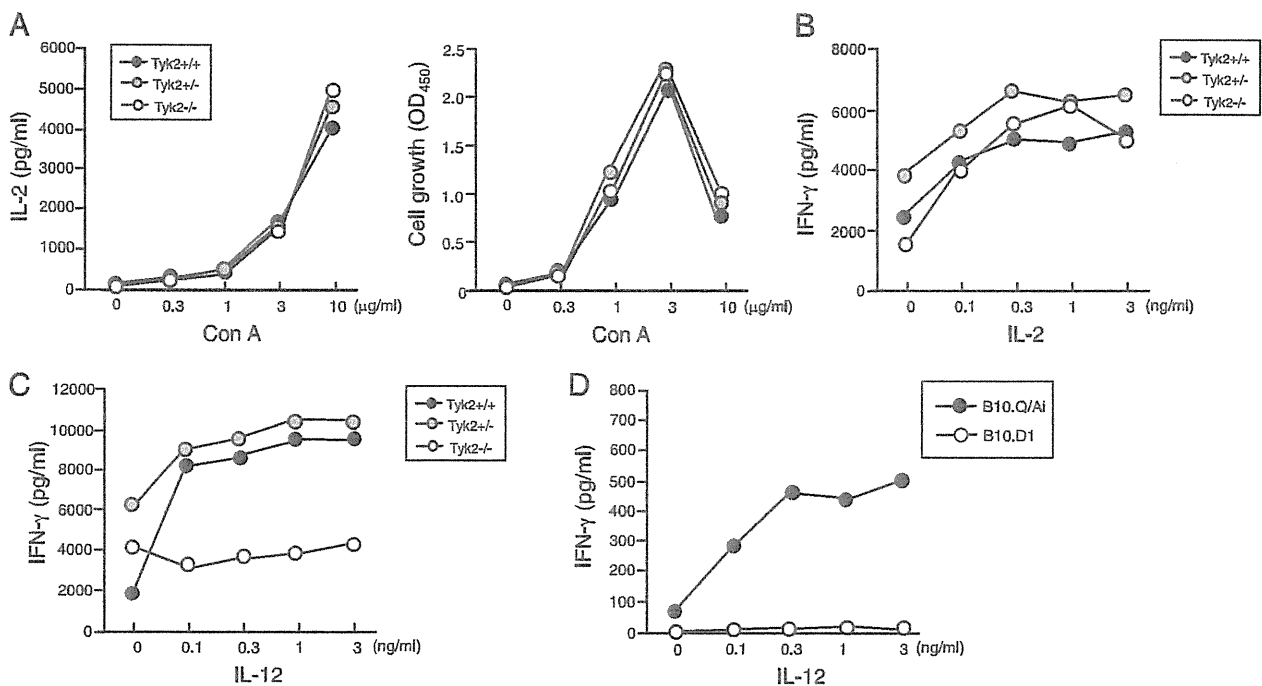 A
IL-2 (pg/ml)
6000
5000
4000
3000
2000
1000
0
Tyk2+/+
Tyk2+/-
Tyk2-/-
0 0.3 1 3 10 (μg/ml)
Con A
Cell growth (OD450)
2.5
2.0
1.5
1.0
0.5
0
0 0.3 1 3 10 (μg/ml)
Con A
B
IFN-γ (pg/ml)
8000
6000
4000
2000
0
Tyk2+/+
Tyk2+/-
Tyk2-/-
0 0.1 0.3 1 3 (ng/ml)
IL-2
C
IFN-γ (pg/ml)
12000
10000
8000
6000
4000
2000
0
Tyk2+/+
Tyk2+/-
Tyk2-/-
0 0.1 0.3 1 3 (ng/ml)
IL-12
D
IFN-γ (pg/ml)
800
700
600
500
400
300
200
100
0
B10.Q/Ai
B10.D1
0 0.1 0.3 1 3 (ng/ml)
IL-12